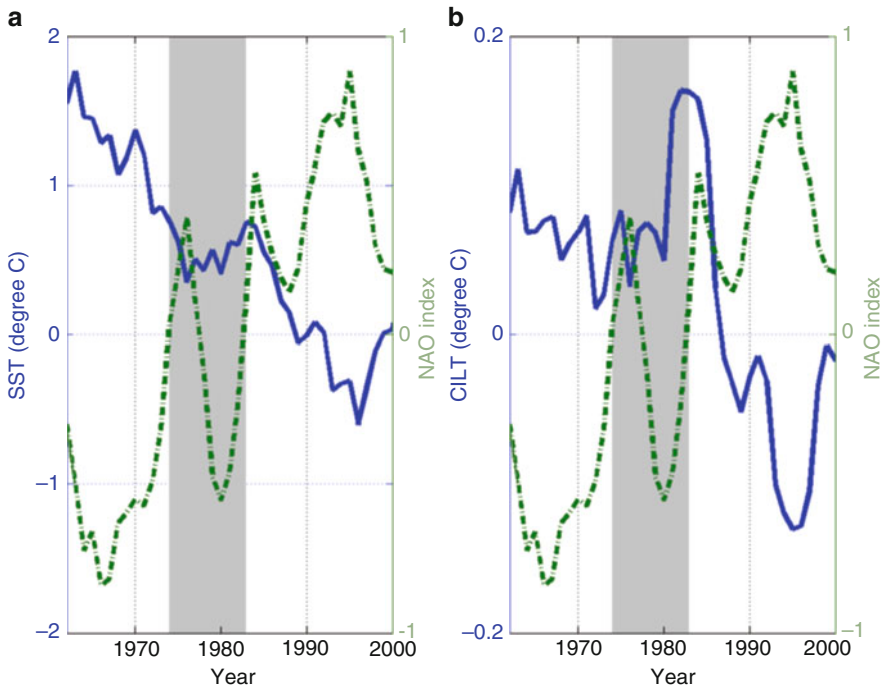 a
2
1
0
−1
−2
SST (degree C)
1
0
-1
NAO index
1970
1980
1990
2000
Year
b
0.2
0
−0.2
CILT (degree C)
1
0
−1
NAO index
1970
1980
1990
2000
Year